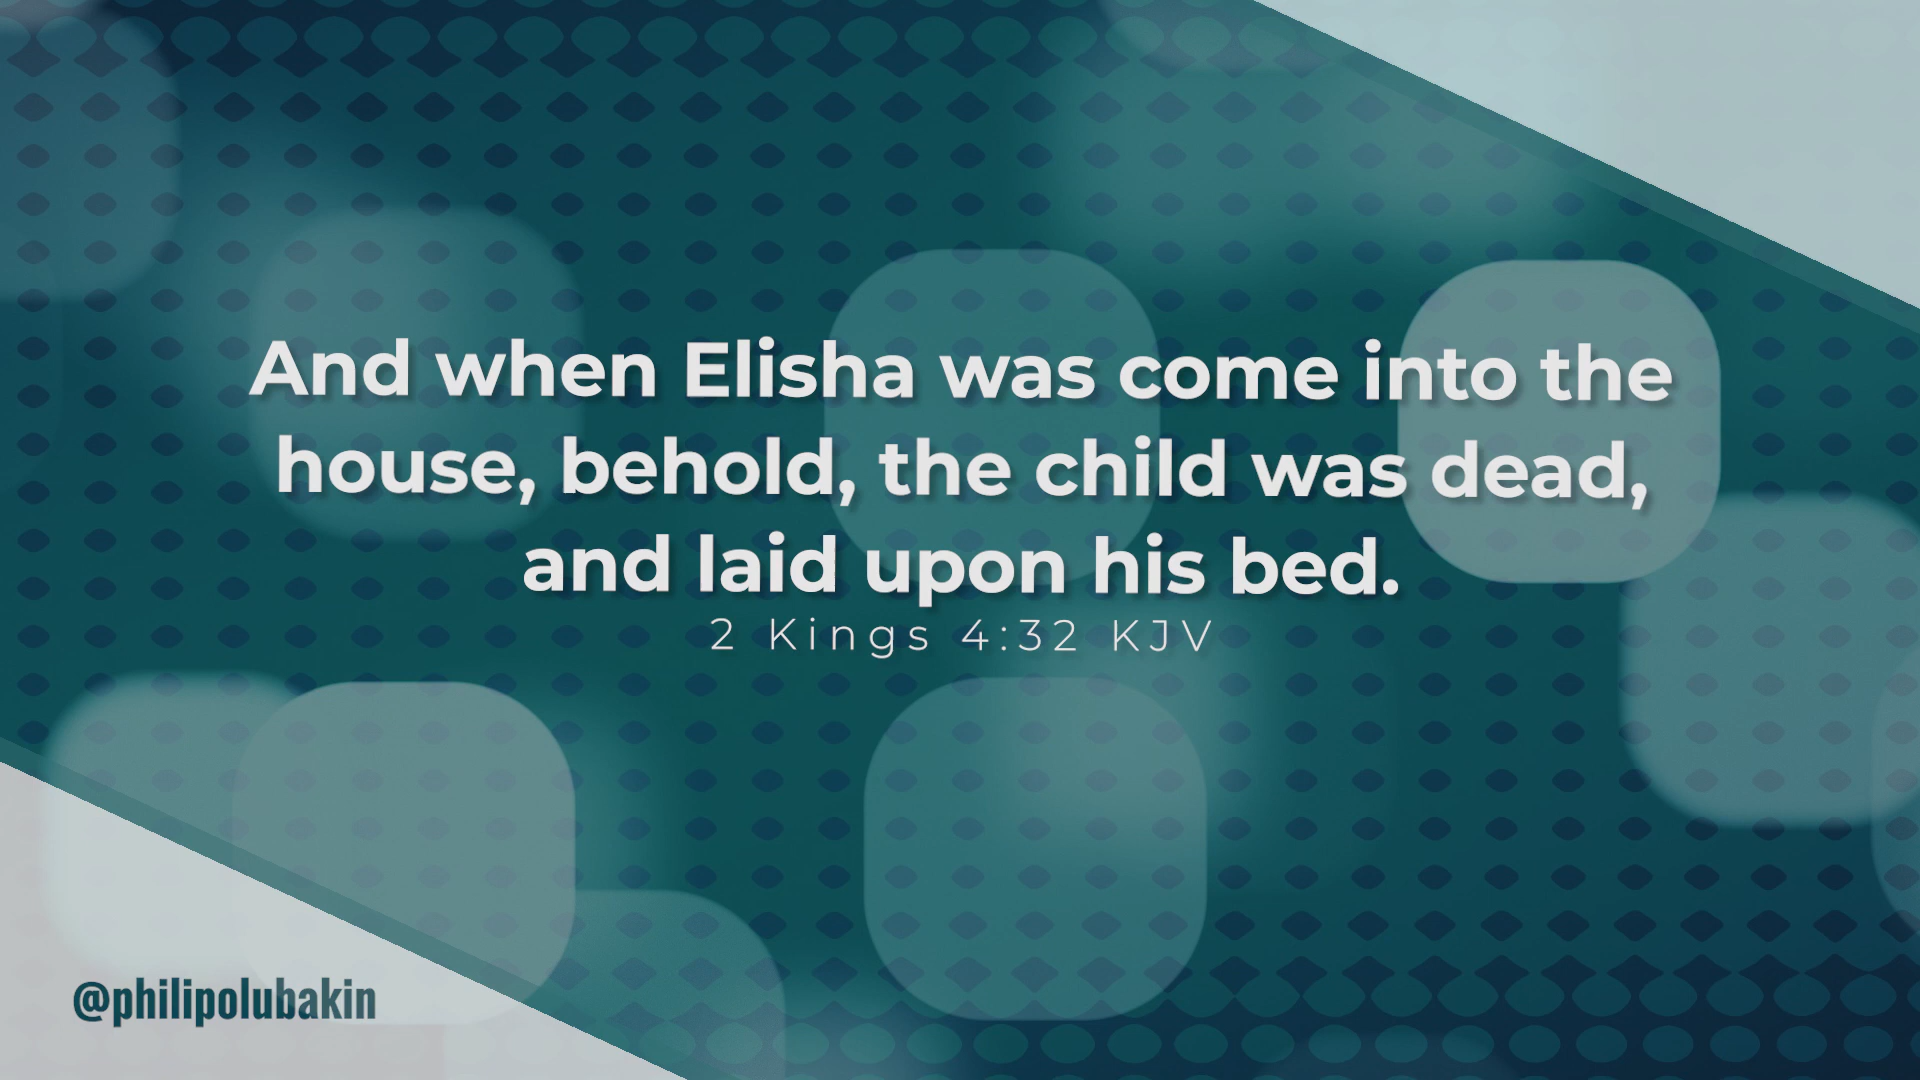 And when Elisha was come into the
house, behold, the child was dead,
and laid upon his bed.
2 Kings 4:32 KJV
@philipolubakin